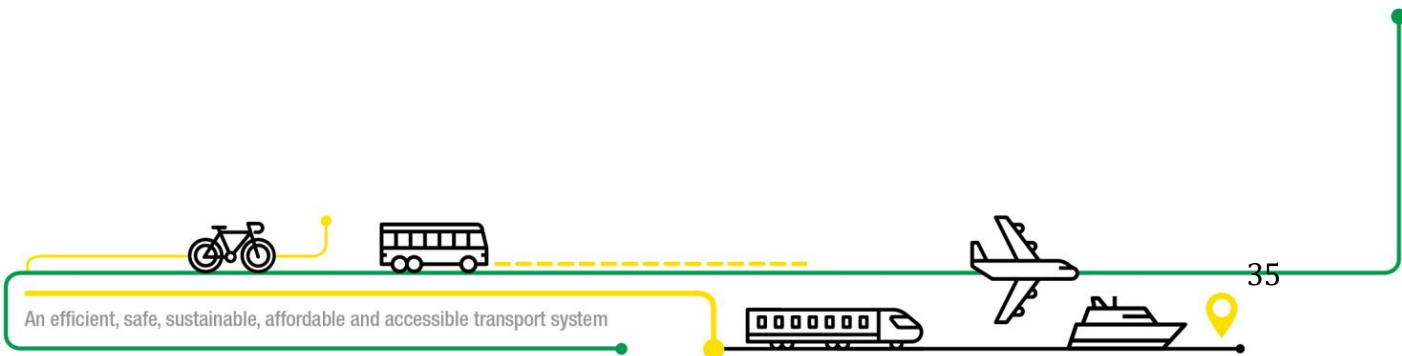 35
An efficient, safe, sustainable, affordable and accessible transport system